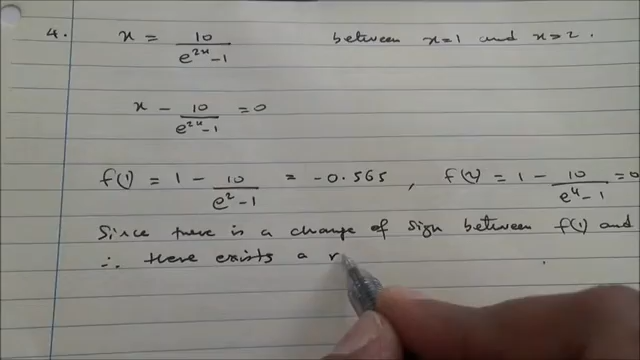 4. x = 10/(e^{2x} - 1) between x=1 and x=2.
x - 10/(e^{2x} - 1) = 0
f(1) = 1 - 10/(e^2 - 1) = -0.565, f(2) = 1 - 10/(e^4 - 1) = 0
Since there is a change of sign between f(1) and
∴ there exists a r